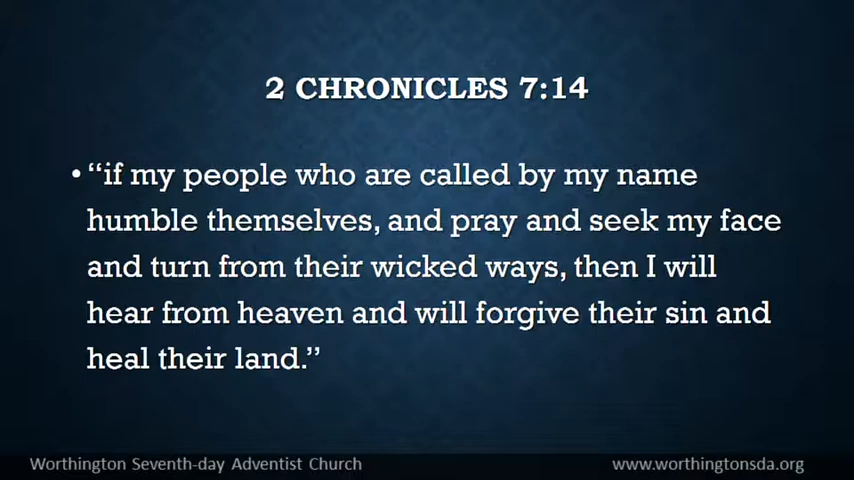 2 CHRONICLES 7:14
• “if my people who are called by my name
humble themselves, and pray and seek my face
and turn from their wicked ways, then I will
hear from heaven and will forgive their sin and
heal their land.”
Worthington Seventh-day Adventist Church
www.worthingtonsda.org